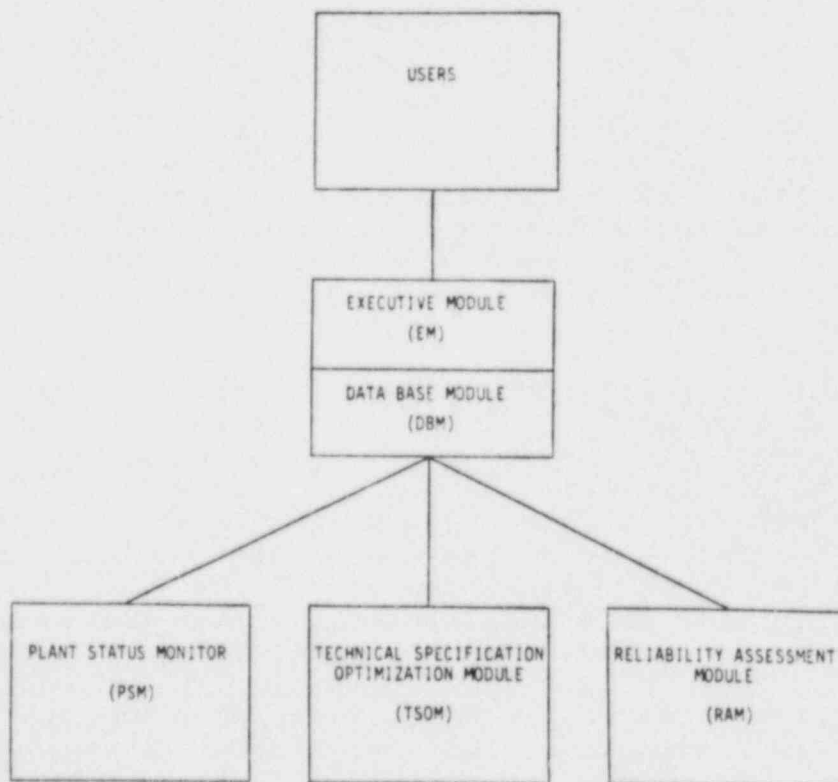 USERS
EXECUTIVE MODULE
(EM)
DATA BASE MODULE
(DBM)
PLANT STATUS MONITOR
(PSM)
TECHNICAL SPECIFICATION
OPTIMIZATION MODULE
(TSOM)
RELIABILITY ASSESSMENT
MODULE
(RAM)